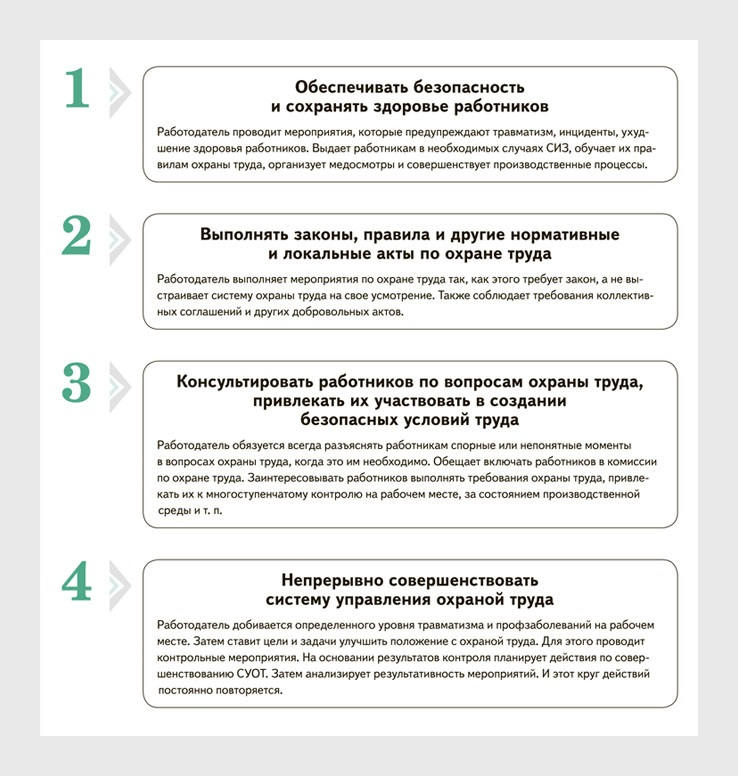 1
Обеспечивать безопасность
и сохранять здоровье работников
Работодатель проводит мероприятия, которые предупреждают травматизм, инциденты, ухуд-
шение здоровья работников. Выдает работникам в необходимых случаях СИЗ, обучает их пра-
вилам охраны труда, организует медосмотры и совершенствует производственные процессы.
2
Выполнять законы, правила и другие нормативные
и локальные акты по охране труда
Работодатель выполняет мероприятия по охране труда так, как этого требует закон, а не вы-
страивает систему охраны труда на свое усмотрение. Также соблюдает требования коллектив-
ных соглашений и других добровольных актов.
3
Консультировать работников по вопросам охраны труда,
привлекать их участвовать в создании
безопасных условий труда
Работодатель обязуется всегда разъяснять работникам спорные или непонятные моменты
в вопросах охраны труда, когда это им необходимо. Обещает включать работников в комиссии
по охране труда. Заинтересовывать работников выполнять требования охраны труда, привле-
кать их к многоступенчатому контролю на рабочем месте, за состоянием производственной
среды и т. п.
4
Непрерывно совершенствовать
систему управления охраной труда
Работодатель добивается определенного уровня травматизма и профзаболеваний на рабочем
месте. Затем ставит цели и задачи улучшить положение с охраной труда. Для этого проводит
контрольные мероприятия. На основании результатов контроля планирует действия по совер-
шенствованию СУОТ. Затем анализирует результативность мероприятий. И этот круг действий
постоянно повторяется.